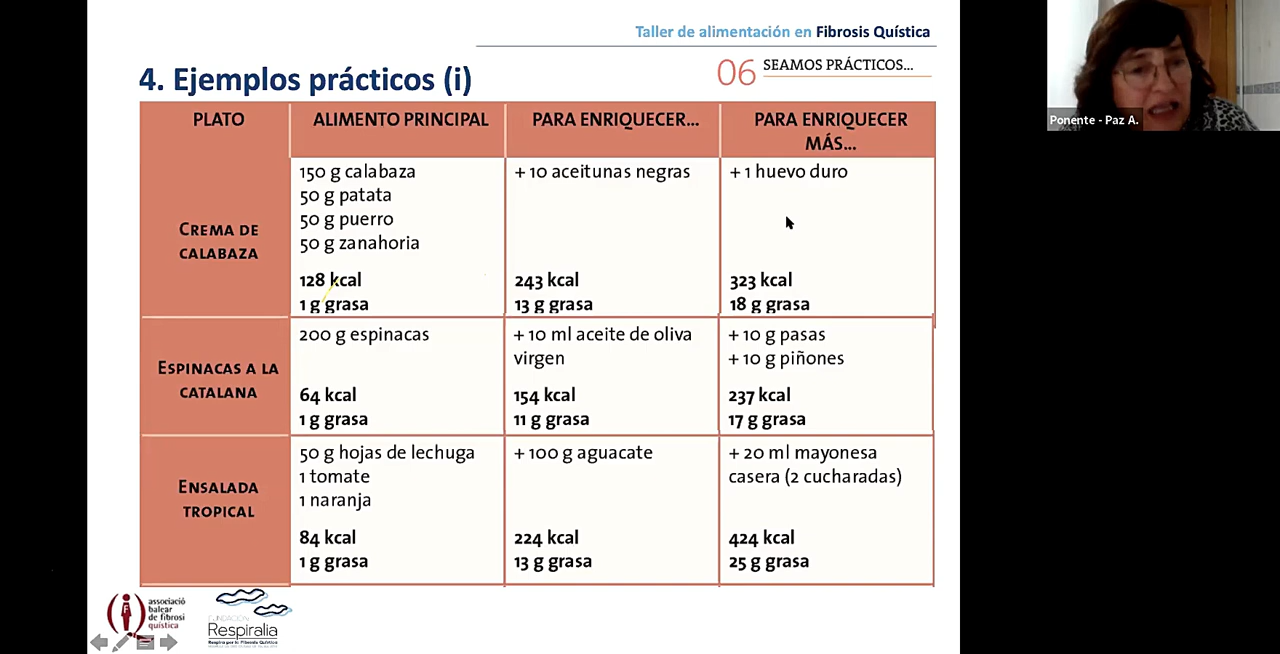 Taller de alimentación en Fibrosis Quística
4. Ejemplos prácticos (i)
06 SEAMOS PRÁCTICOS...
PLATO
ALIMENTO PRINCIPAL
PARA ENRIQUECER...
PARA ENRIQUECER
MÁS...
CREMA DE
CALABAZA
150 g calabaza
50 g patata
50 g puerro
50 g zanahoria
128 kcal
1 g grasa
+ 10 aceitunas negras
243 kcal
13 g grasa
+ 1 huevo duro
323 kcal
18 g grasa
ESPINACAS A LA
CATALANA
200 g espinacas
64 kcal
1 g grasa
+ 10 ml aceite de oliva
virgen
154 kcal
11 g grasa
+ 10 g pasas
+ 10 g piñones
237 kcal
17 g grasa
ENSALADA
TROPICAL
50 g hojas de lechuga
1 tomate
1 naranja
84 kcal
1 g grasa
+ 100 g aguacate
224 kcal
13 g grasa
+ 20 ml mayonesa
casera (2 cucharadas)
424 kcal
25 g grasa
associació
balear
de fibrosi
quística
FUNDACIÓN
Respiralia
Ponente - Paz A.